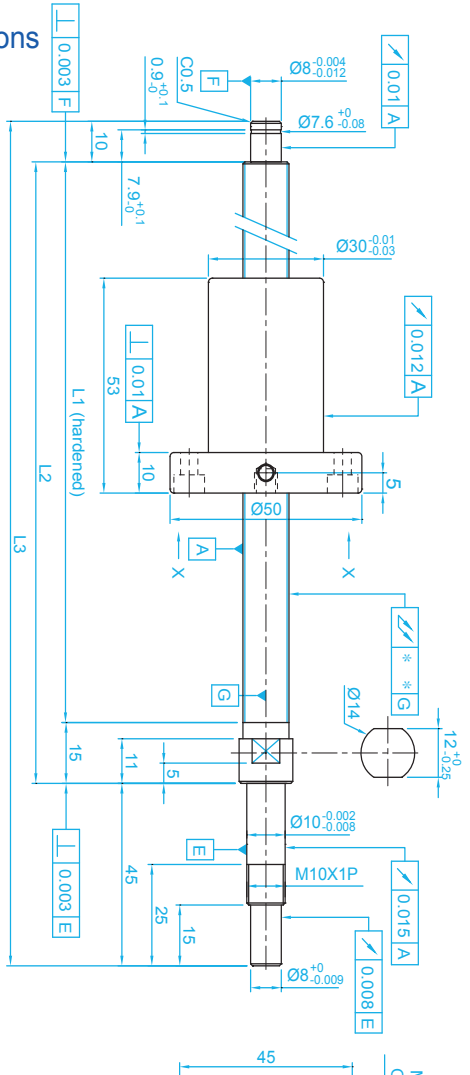 ons
⊥ 0.003 F
0.9 +0.1 -0
C0.5
F
Ø8 -0.004 -0.012
↗ 0.01 A
Ø7.6 +0 -0.08
10
7.9 +0.1 -0
Ø30 -0.01 -0.03
↗ 0.012 A
⊥ 0.01 A
53
10
L1 (hardened)
L2
L3
5
Ø50
X
X
A
G
* * G
Ø14
12 +0 -0.25
15
11
5
Ø10 -0.002 -0.008
E
M10X1P
⊥ 0.003 E
45
25
15
↗ 0.015 A
↗ 0.008 E
Ø8 +0 -0.009
45